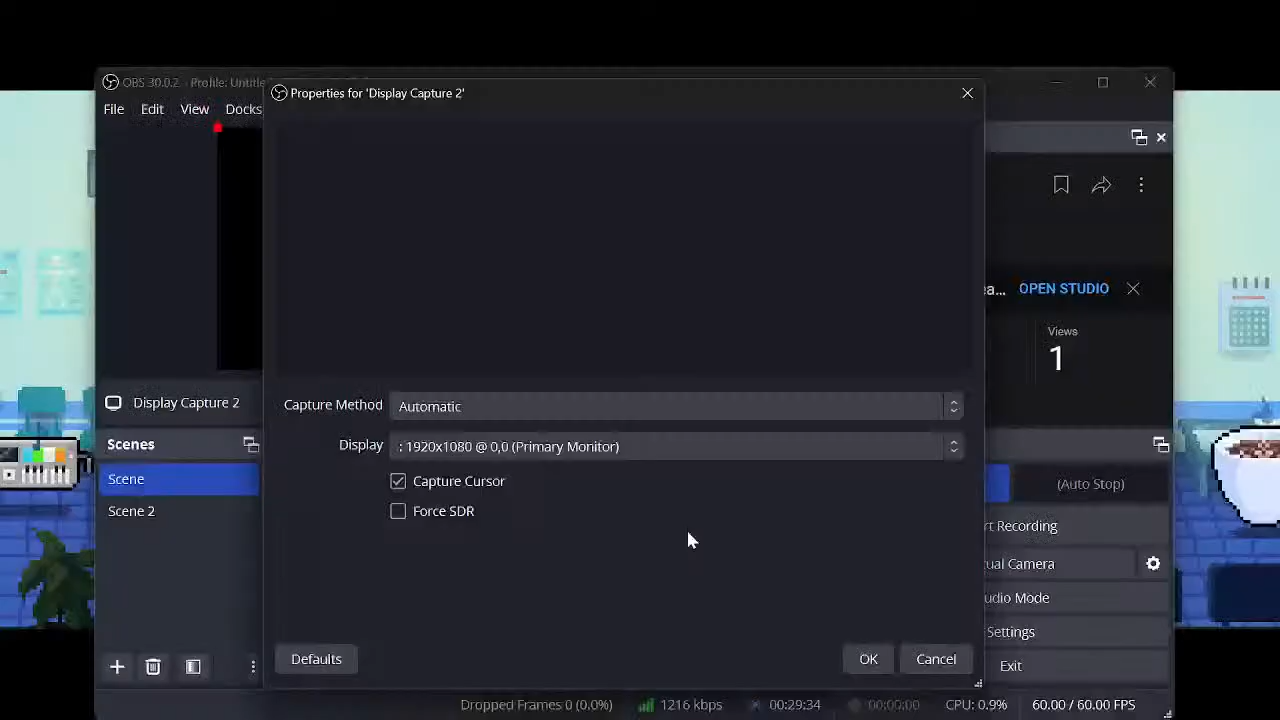 OBS 30.0.2 - Profile: Untitle
Properties for 'Display Capture 2'
File Edit View Docks
ea... OPEN STUDIO
Views
1
Display Capture 2
Capture Method Automatic
Display : 1920x1080 @ 0,0 (Primary Monitor)
Capture Cursor
Force SDR
Scenes
Scene
Scene 2
(Auto Stop)
rt Recording
tual Camera
udio Mode
Settings
Exit
Defaults OK Cancel
Dropped Frames 0 (0.0%) 1216 kbps 00:29:34 00:00:00 CPU: 0.9% 60.00 / 60.00 FPS